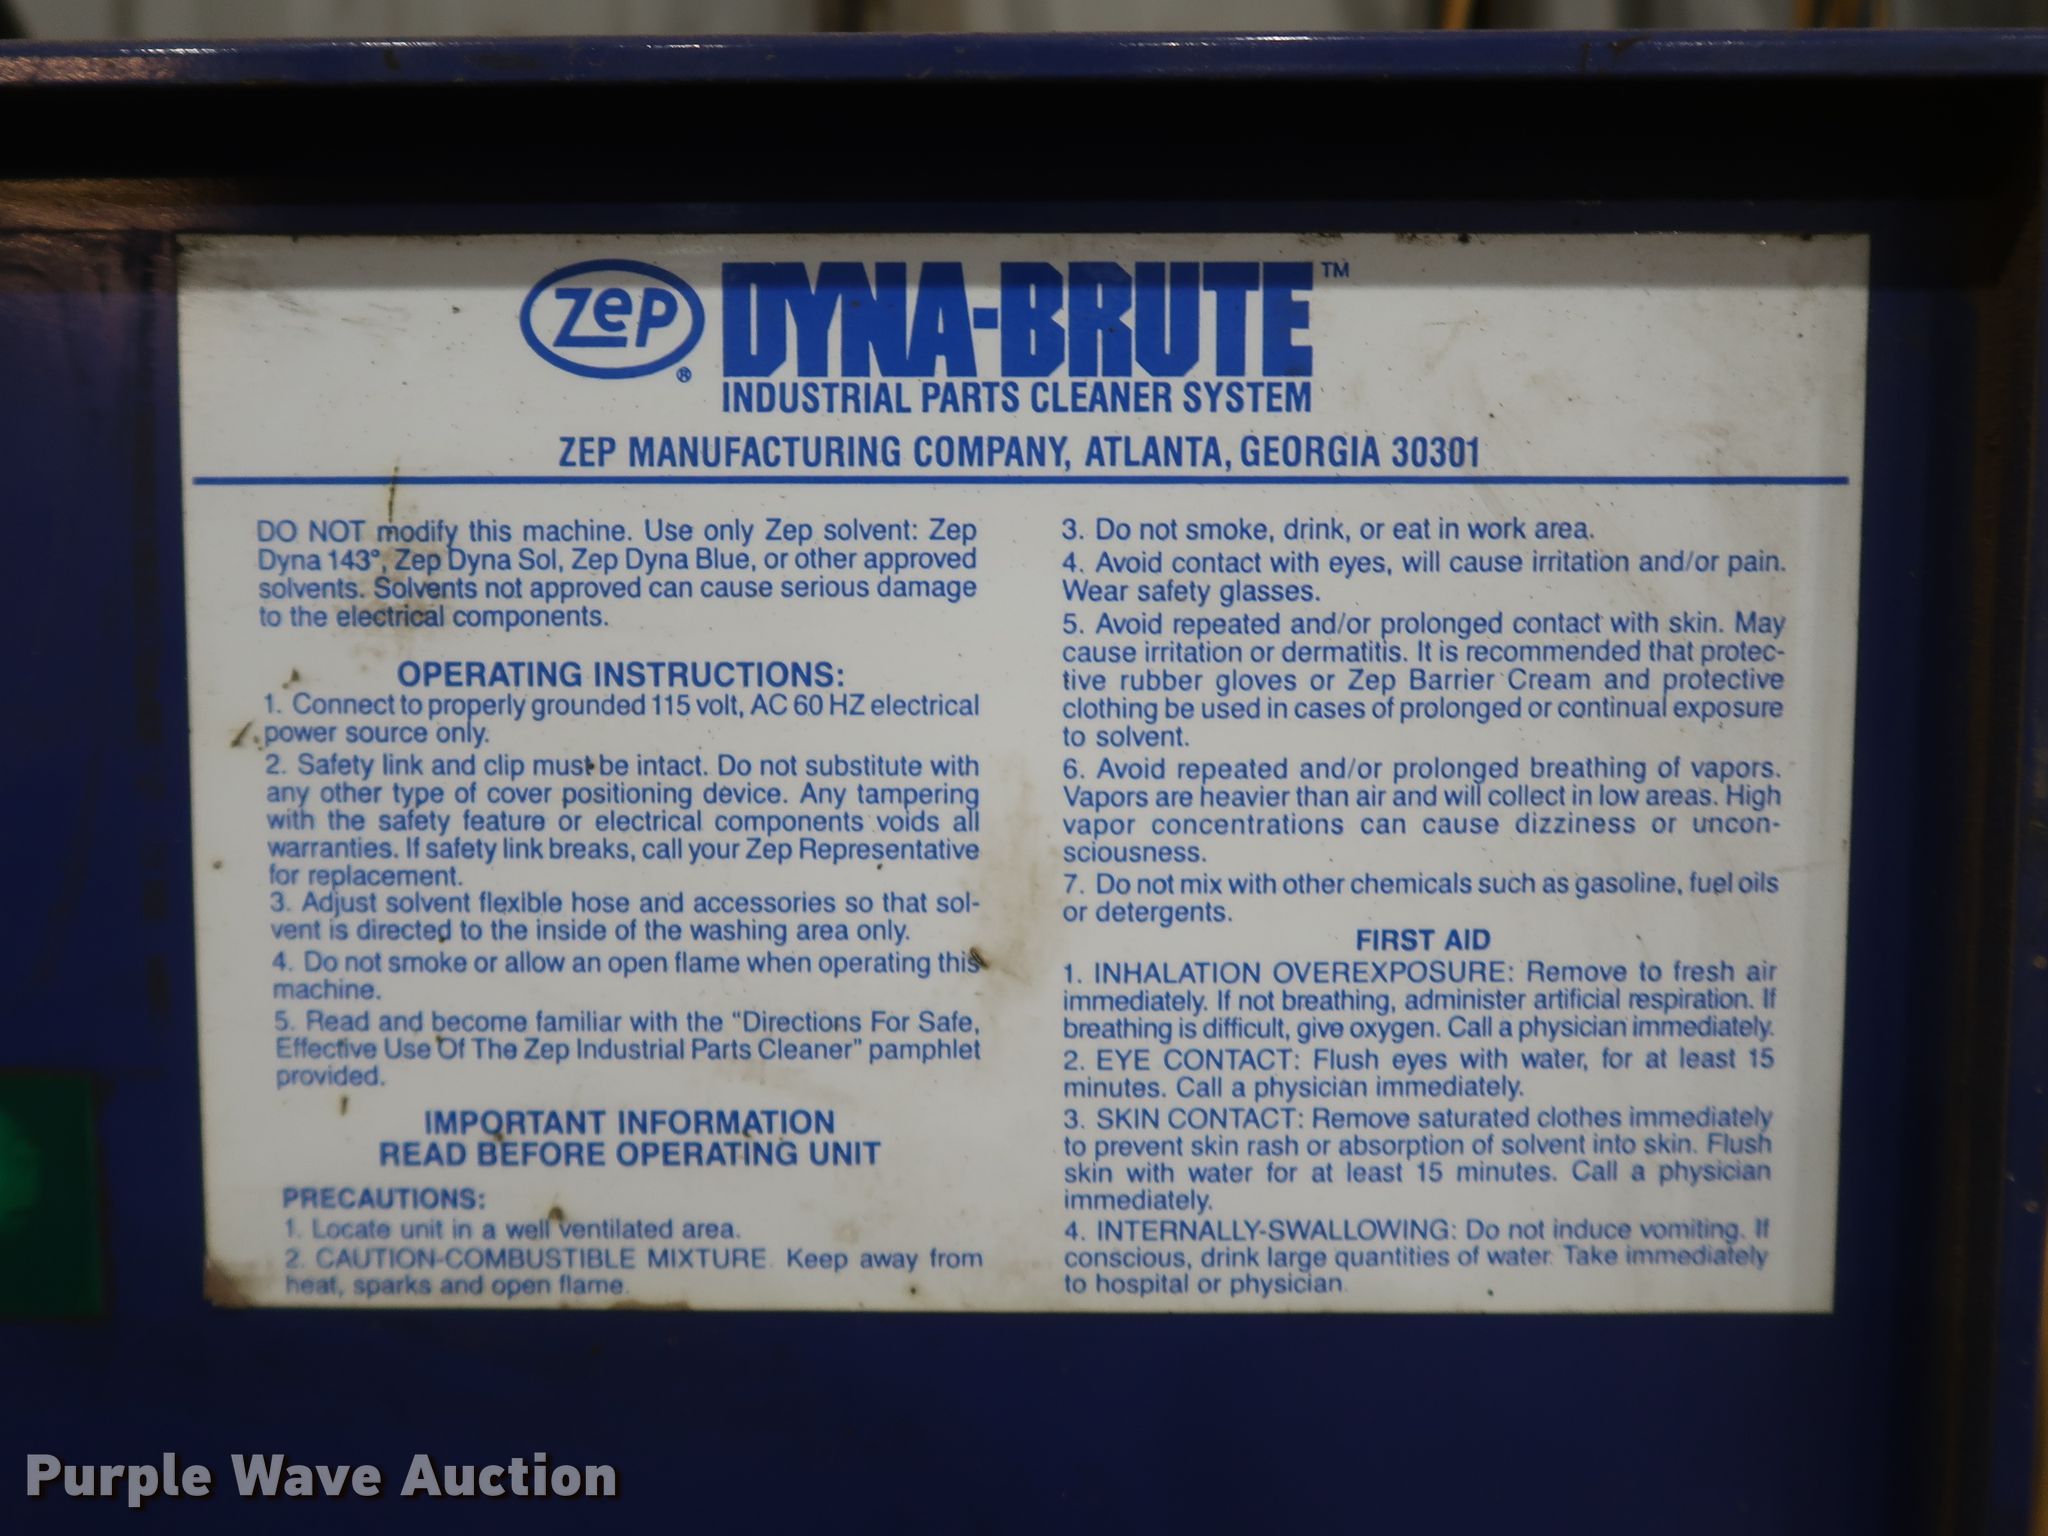 Zep
®
DYNA-BRUTE™
INDUSTRIAL PARTS CLEANER SYSTEM
ZEP MANUFACTURING COMPANY, ATLANTA, GEORGIA 30301
DO NOT modify this machine. Use only Zep solvent: Zep
Dyna 143°, Zep Dyna Sol, Zep Dyna Blue, or other approved
solvents. Solvents not approved can cause serious damage
to the electrical components.
OPERATING INSTRUCTIONS:
1. Connect to properly grounded 115 volt, AC 60 HZ electrical
power source only.
2. Safety link and clip must be intact. Do not substitute with
any other type of cover positioning device. Any tampering
with the safety feature or electrical components voids all
warranties. If safety link breaks, call your Zep Representative
for replacement.
3. Adjust solvent flexible hose and accessories so that sol-
vent is directed to the inside of the washing area only.
4. Do not smoke or allow an open flame when operating this
machine.
5. Read and become familiar with the "Directions For Safe,
Effective Use Of The Zep Industrial Parts Cleaner" pamphlet
provided.
IMPORTANT INFORMATION
READ BEFORE OPERATING UNIT
PRECAUTIONS:
1. Locate unit in a well ventilated area.
2. CAUTION-COMBUSTIBLE MIXTURE. Keep away from
heat, sparks and open flame.
3. Do not smoke, drink, or eat in work area.
4. Avoid contact with eyes, will cause irritation and/or pain.
Wear safety glasses.
5. Avoid repeated and/or prolonged contact with skin. May
cause irritation or dermatitis. It is recommended that protec-
tive rubber gloves or Zep Barrier Cream and protective
clothing be used in cases of prolonged or continual exposure
to solvent.
6. Avoid repeated and/or prolonged breathing of vapors.
Vapors are heavier than air and will collect in low areas. High
vapor concentrations can cause dizziness or uncon-
sciousness.
7. Do not mix with other chemicals such as gasoline, fuel oils
or detergents.
FIRST AID
1. INHALATION OVEREXPOSURE: Remove to fresh air
immediately. If not breathing, administer artificial respiration. If
breathing is difficult, give oxygen. Call a physician immediately.
2. EYE CONTACT: Flush eyes with water, for at least 15
minutes. Call a physician immediately.
3. SKIN CONTACT: Remove saturated clothes immediately
to prevent skin rash or absorption of solvent into skin. Flush
skin with water for at least 15 minutes. Call a physician
immediately.
4. INTERNALLY-SWALLOWING: Do not induce vomiting. If
conscious, drink large quantities of water. Take immediately
to hospital or physician.
Purple Wave Auction